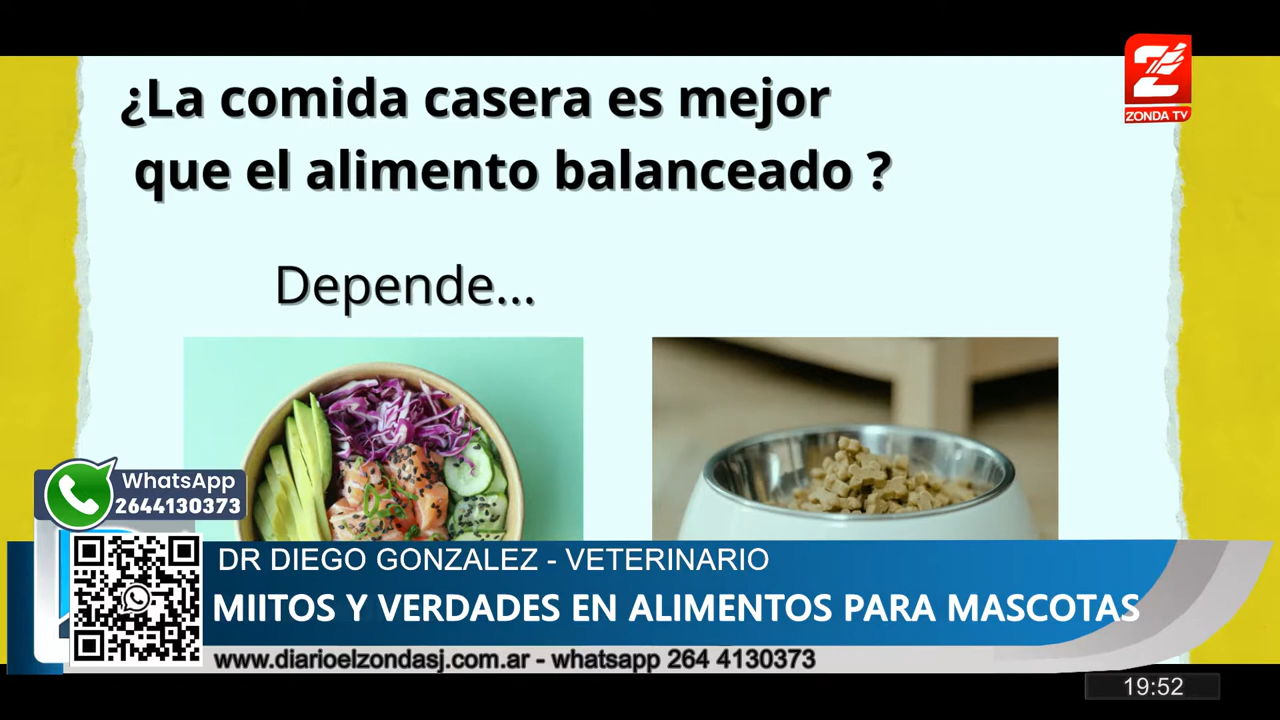 ¿La comida casera es mejor
que el alimento balanceado ?
ZONDA TV
Depende...
WhatsApp
2644130373
DR DIEGO GONZALEZ - VETERINARIO
MIITOS Y VERDADES EN ALIMENTOS PARA MASCOTAS
www.diarioelzondasj.com.ar - whatsapp 264 4130373
19:52